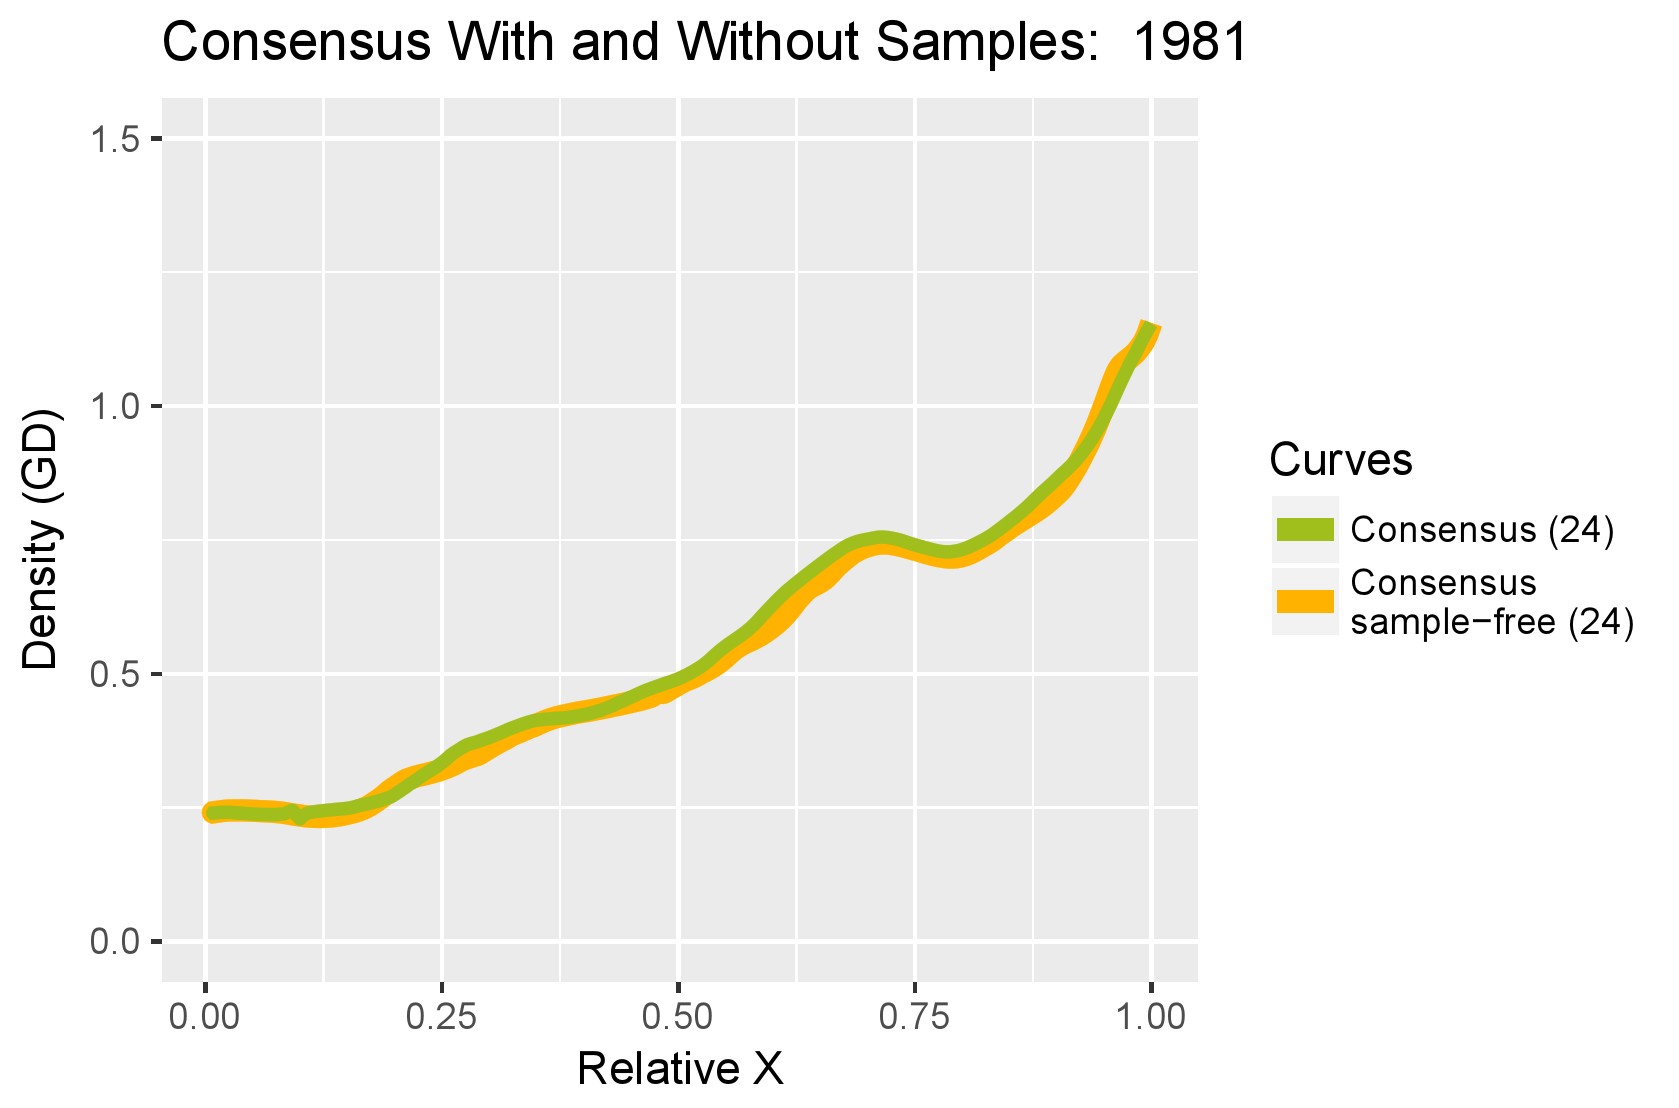 Consensus With and Without Samples:  1981
1.5
1.0
0.5
0.0
Density (GD)
0.00 0.25 0.50 0.75 1.00
Relative X
Curves
Consensus (24)
Consensus
sample−free (24)